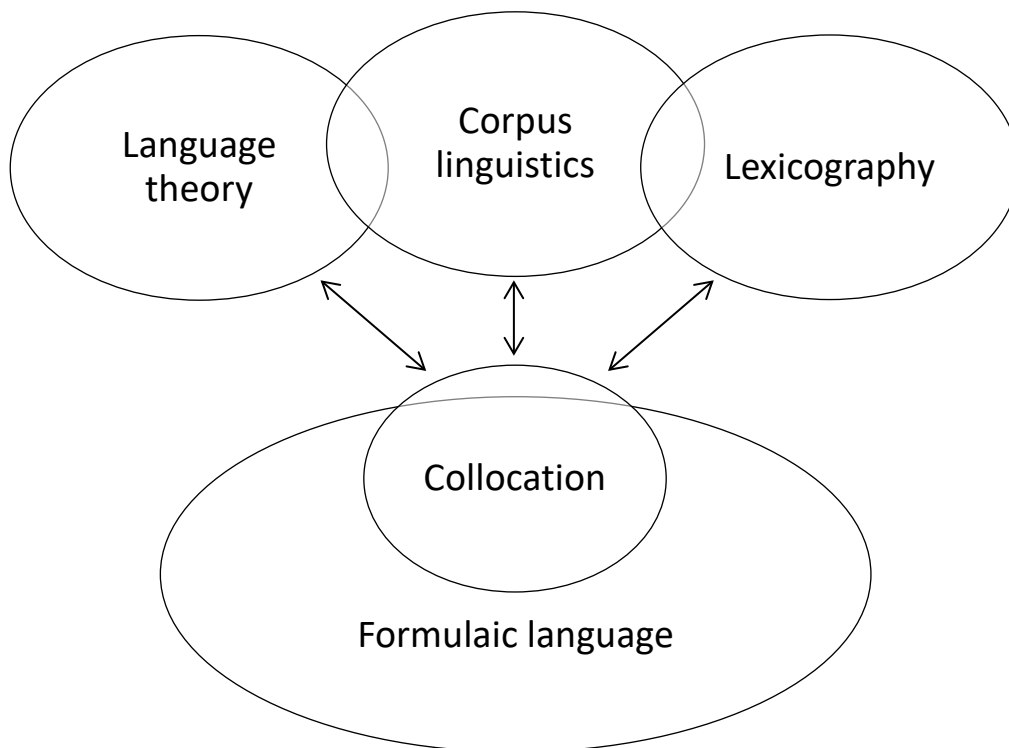 Language
theory
Corpus
linguistics
Lexicography
Collocation
Formulaic language